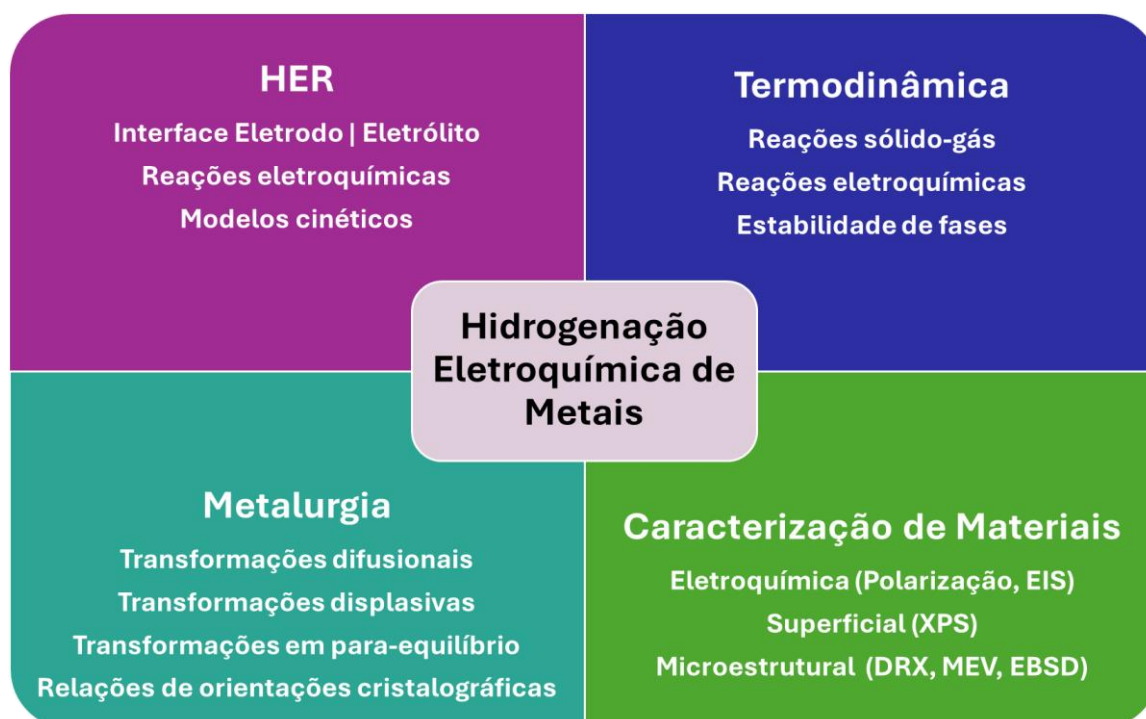 HER
Interface Eletrodo | Eletrólito
Reações eletroquímicas
Modelos cinéticos
Termodinâmica
Reações sólido-gás
Reações eletroquímicas
Estabilidade de fases
Hidrogenação
Eletroquímica de
Metais
Metalurgia
Transformações difusionais
Transformações displasivas
Transformações em para-equilíbrio
Relações de orientações cristalográficas
Caracterização de Materiais
Eletroquímica (Polarização, EIS)
Superficial (XPS)
Microestrutural (DRX, MEV, EBSD)